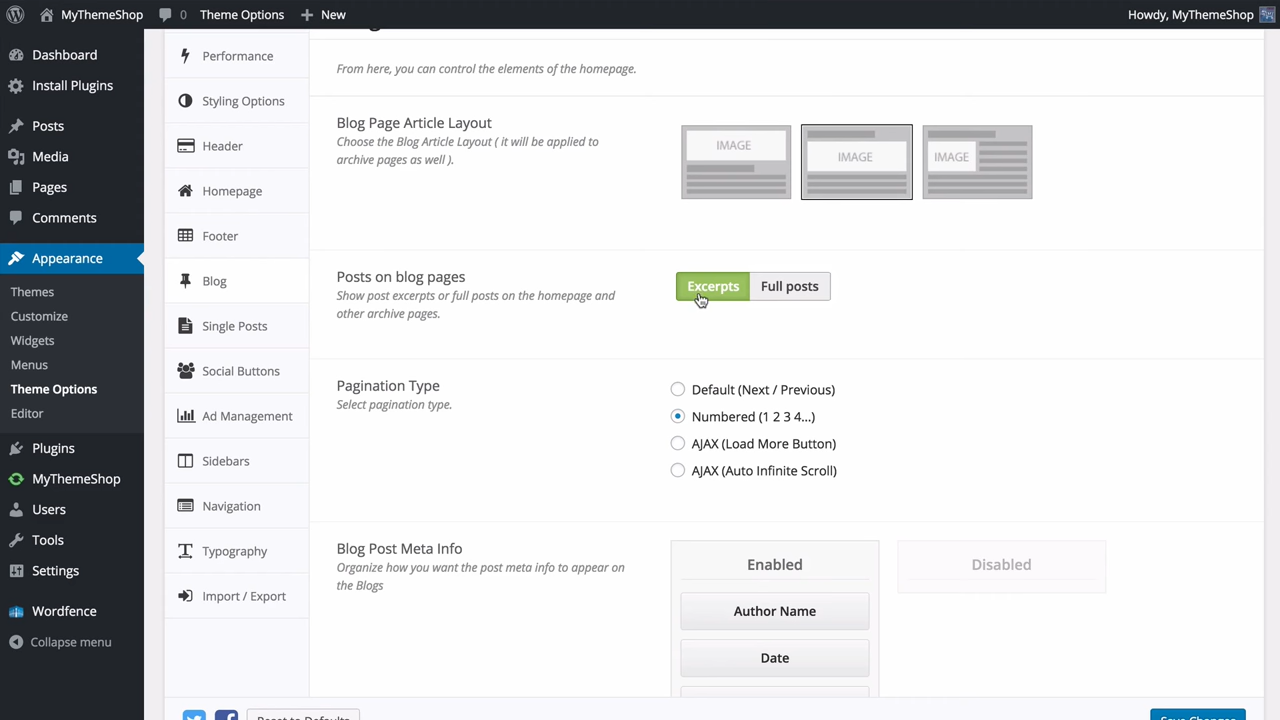 MyThemeShop
0
Theme Options
New
Howdy, MyThemeShop
Dashboard
Install Plugins
Posts
Media
Pages
Comments
Appearance
Themes
Customize
Widgets
Menus
Theme Options
Editor
Plugins
MyThemeShop
Users
Tools
Settings
Wordfence
Collapse menu
Performance
Styling Options
Header
Homepage
Footer
Blog
Single Posts
Social Buttons
Ad Management
Sidebars
Navigation
Typography
Import / Export
From here, you can control the elements of the homepage.
Blog Page Article Layout
Choose the Blog Article Layout ( it will be applied to
archive pages as well ).
IMAGE
IMAGE
IMAGE
Posts on blog pages
Show post excerpts or full posts on the homepage and
other archive pages.
Excerpts
Full posts
Pagination Type
Select pagination type.
Default (Next / Previous)
Numbered (1 2 3 4...)
AJAX (Load More Button)
AJAX (Auto Infinite Scroll)
Blog Post Meta Info
Organize how you want the post meta info to appear on
the Blogs
Enabled
Author Name
Date
Disabled
Reset to Defaults
Save Changes